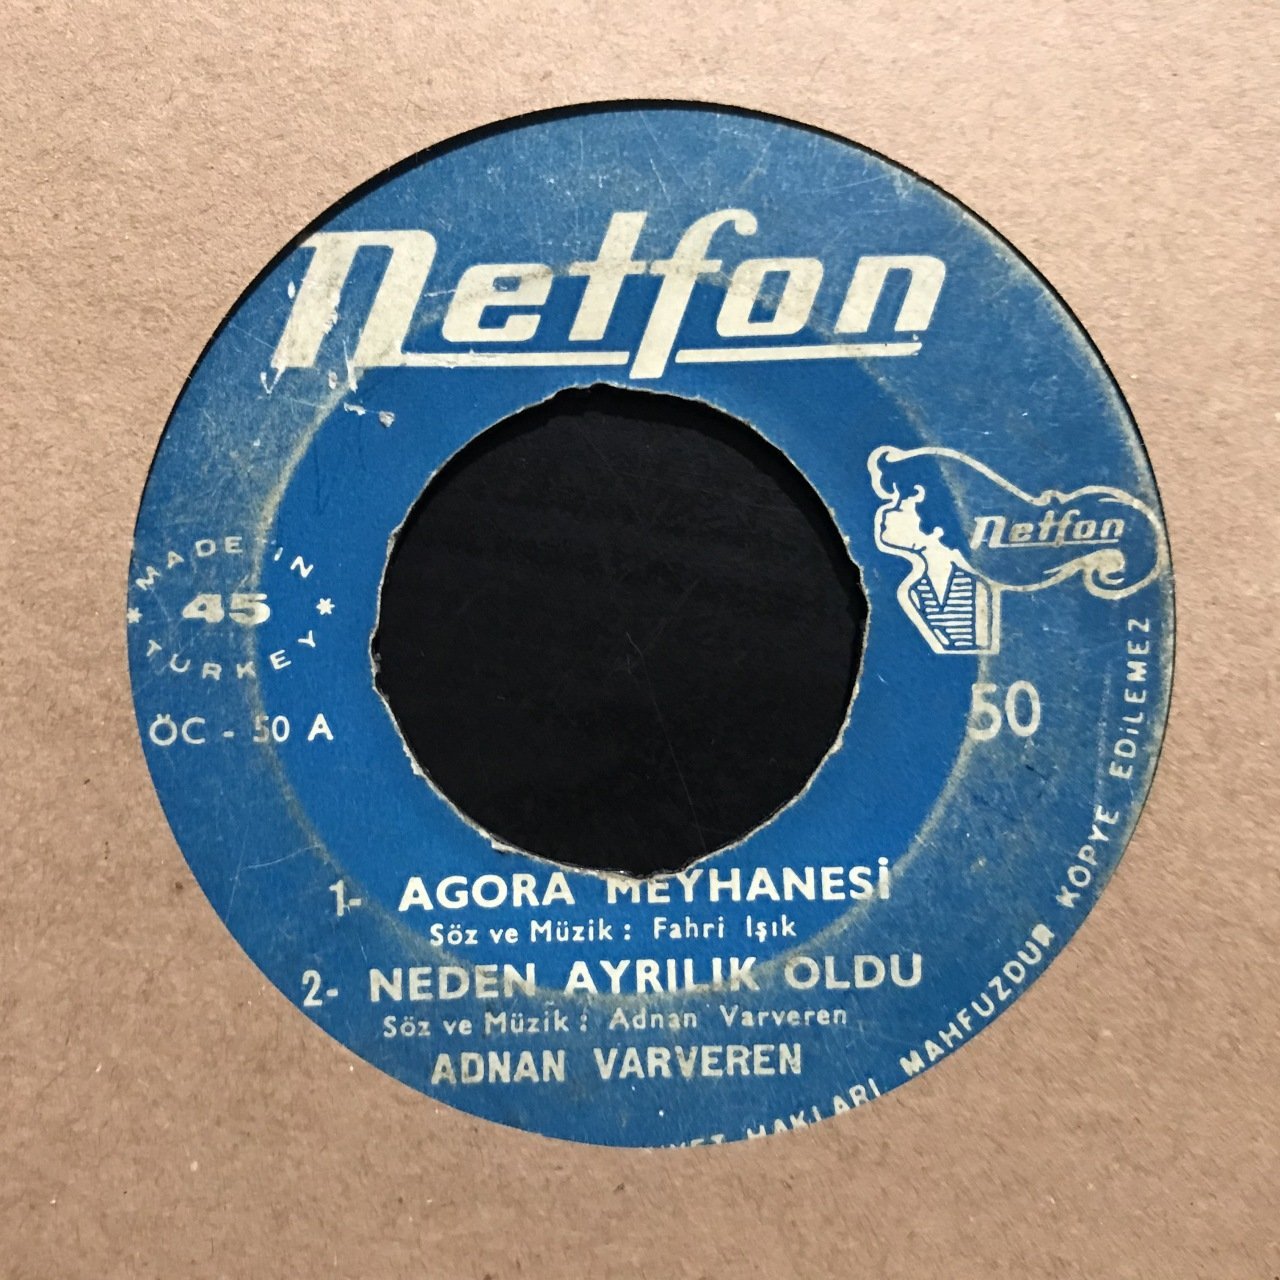 Netfon
Netfon
MADE IN
45
TURKEY
ÖC - 50 A
50
1- AGORA MEYHANESİ
Söz ve Müzik : Fahri Işık
2- NEDEN AYRILIK OLDU
Söz ve Müzik : Adnan Varveren
ADNAN VARVEREN
HAKLARI MAHFUZDUR KOPYE EDİLEMEZ